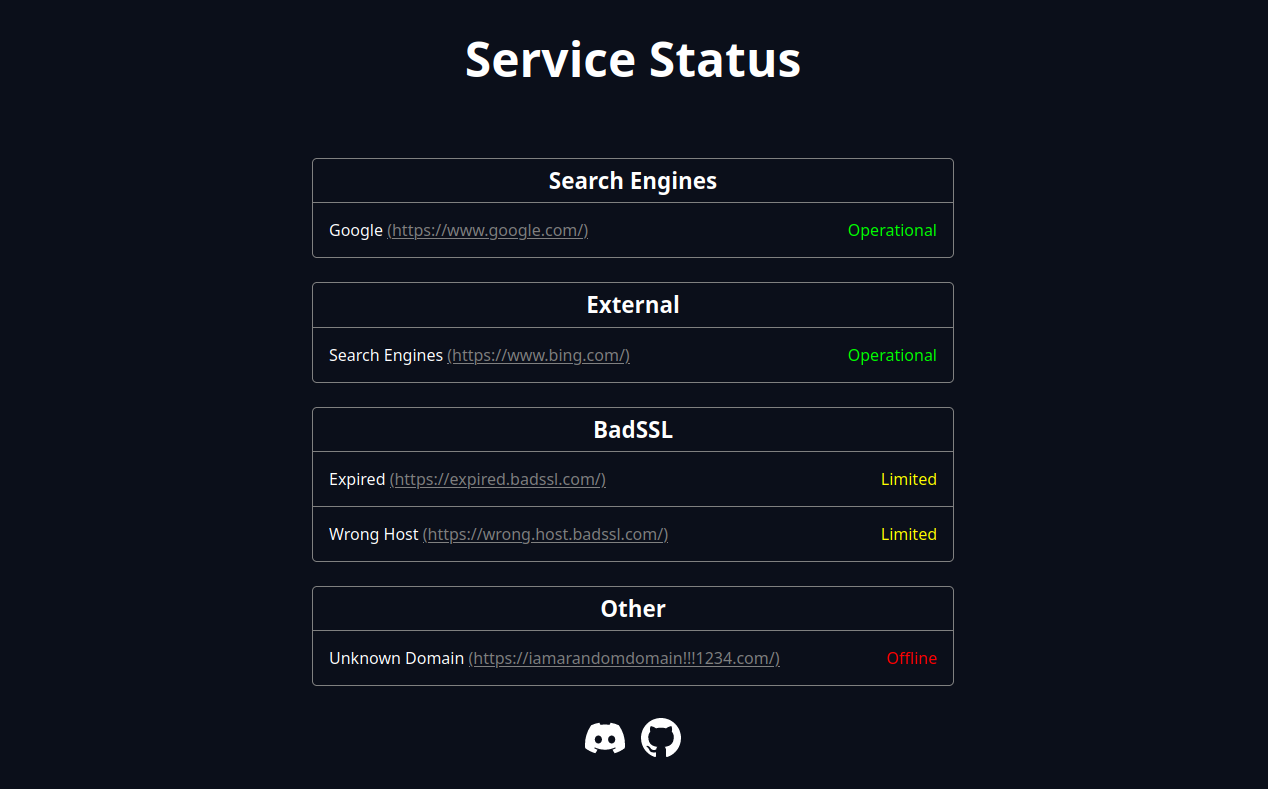 Service Status
Search Engines
Google (https://www.google.com/) Operational
External
Search Engines (https://www.bing.com/) Operational
BadSSL
Expired (https://expired.badssl.com/) Limited
Wrong Host (https://wrong.host.badssl.com/) Limited
Other
Unknown Domain (https://iamarandomdomain!!!1234.com/) Offline